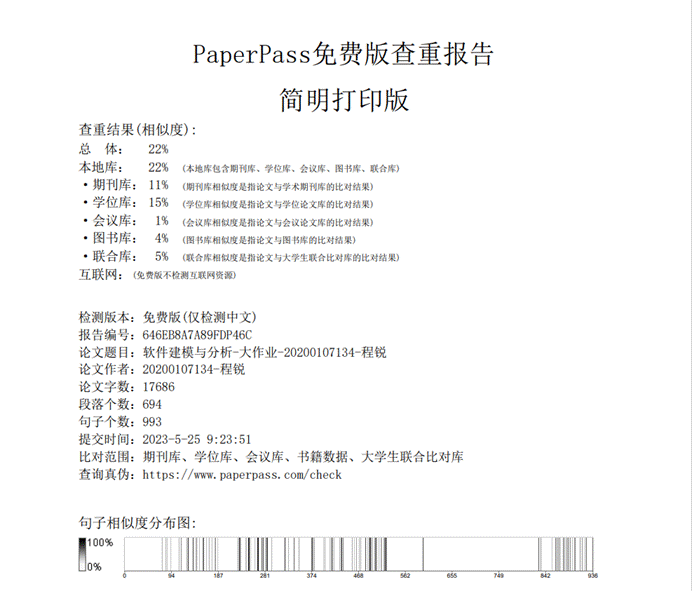 PaperPass免费版查重报告
简明打印版
查重结果(相似度):
总 体: 22%
本地库: 22% (本地库包含期刊库、学位库、会议库、图书库、联合库)
·期刊库: 11% (期刊库相似度是指论文与学术期刊库的比对结果)
·学位库: 15% (学位库相似度是指论文与学位论文库的比对结果)
·会议库: 1% (会议库相似度是指论文与会议论文库的比对结果)
·图书库: 4% (图书库相似度是指论文与图书库的比对结果)
·联合库: 5% (联合库相似度是指论文与大学生联合比对库的比对结果)
互联网: (免费版不检测互联网资源)
检测版本: 免费版(仅检测中文)
报告编号: 646EB8A7A89FDP46C
论文题目: 软件建模与分析-大作业-20200107134-程锐
论文作者: 20200107134-程锐
论文字数: 17686
段落个数: 694
句子个数: 993
提交时间: 2023-5-25 9:23:51
比对范围: 期刊库、学位库、会议库、书籍数据、大学生联合比对库
查询真伪: https://www.paperpass.com/check
句子相似度分布图:
100%
0%
0 94 187 281 374 468 562 655 749 842 936